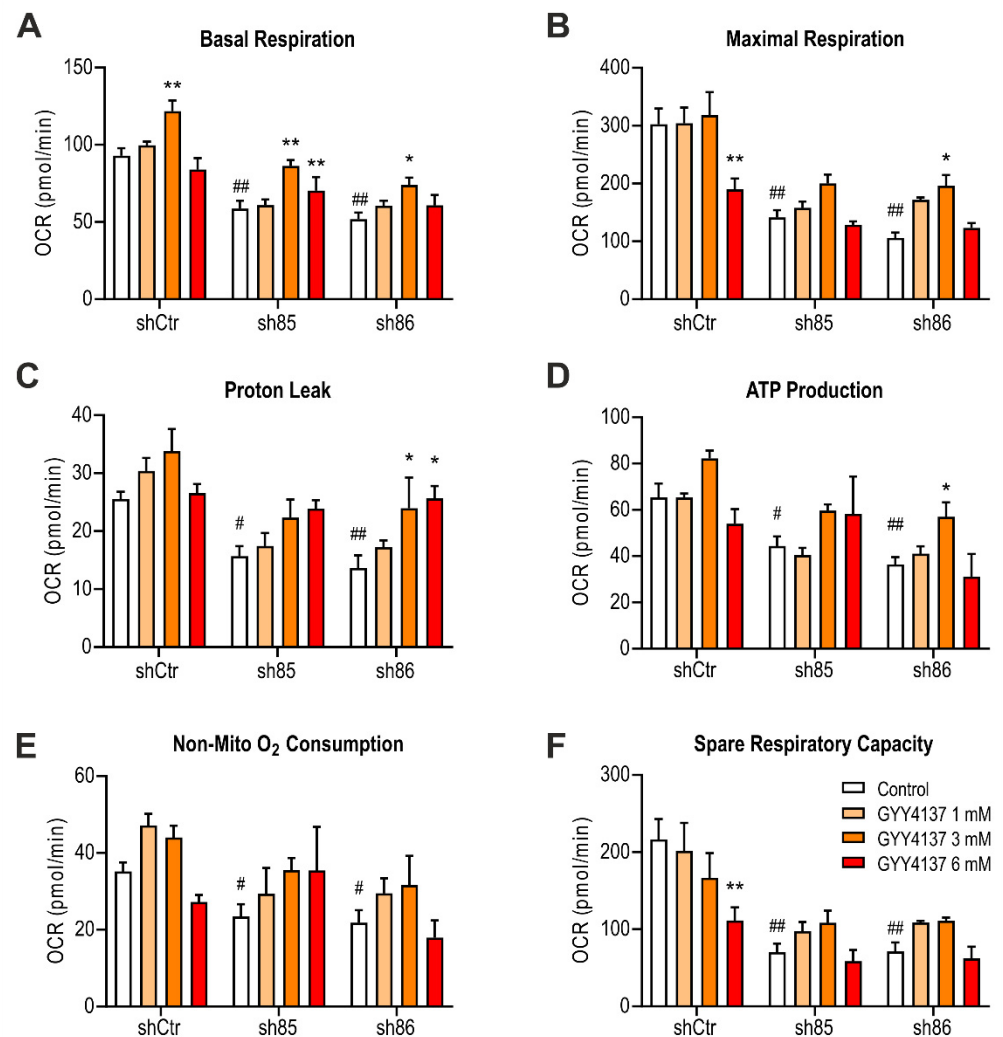 A
Basal Respiration
OCR (pmol/min)
150
100
50
0
**
##
**
**
##
*
shCtr
sh85
sh86
B
Maximal Respiration
OCR (pmol/min)
400
300
200
100
0
**
##
##
*
shCtr
sh85
sh86
C
Proton Leak
OCR (pmol/min)
40
30
20
10
0
#
##
*
*
shCtr
sh85
sh86
D
ATP Production
OCR (pmol/min)
100
80
60
40
20
0
#
##
*
shCtr
sh85
sh86
E
Non-Mito O₂ Consumption
OCR (pmol/min)
60
40
20
0
#
#
shCtr
sh85
sh86
F
Spare Respiratory Capacity
OCR (pmol/min)
300
200
100
0
**
##
##
Control
GYY4137 1 mM
GYY4137 3 mM
GYY4137 6 mM
shCtr
sh85
sh86